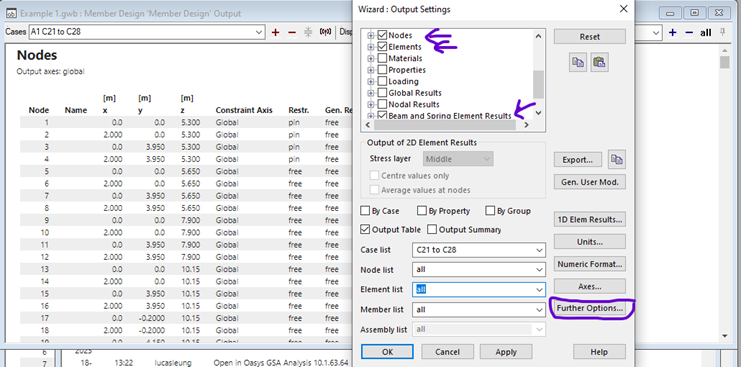 Example 1.gwb : Member Design 'Member Design' Output
Cases A1 C21 to C28 Disp all
Nodes
Output axes: global
[m] [m] [m]
Node Name x y z Constraint Axis Restr. Gen. Re
1 0.0 0.0 5.300 Global pin free
2 2.000 0.0 5.300 Global pin free
3 0.0 3.950 5.300 Global pin free
4 2.000 3.950 5.300 Global pin free
5 0.0 0.0 5.650 Global free free
6 2.000 0.0 5.650 Global free free
7 0.0 3.950 5.650 Global free free
8 2.000 3.950 5.650 Global free free
9 0.0 0.0 7.900 Global free free
10 2.000 0.0 7.900 Global free free
11 0.0 3.950 7.900 Global free free
12 2.000 3.950 7.900 Global free free
13 0.0 0.0 10.15 Global free free
14 2.000 0.0 10.15 Global free free
15 0.0 3.950 10.15 Global free free
16 2.000 3.950 10.15 Global free free
17 0.0 -0.2000 10.15 Global free free
18 2.000 -0.2000 10.15 Global free free
6 2025
7 18- 13:22 lucasleung Open in Oasys GSA Analysis 10.1.63.64
Wizard : Output Settings
Nodes
Elements
Materials
Properties
Loading
Global Results
Nodal Results
Beam and Spring Element Results
Reset
Output of 2D Element Results
Stress layer Middle
Centre values only
Average values at nodes
Export...
Gen. User Mod.
By Case By Property By Group
Output Table Output Summary
Case list C21 to C28
Node list all
Element list all
Member list all
Assembly list all
1D Elem Results...
Units...
Numeric Format...
Axes...
Further Options...
OK Cancel Apply Help